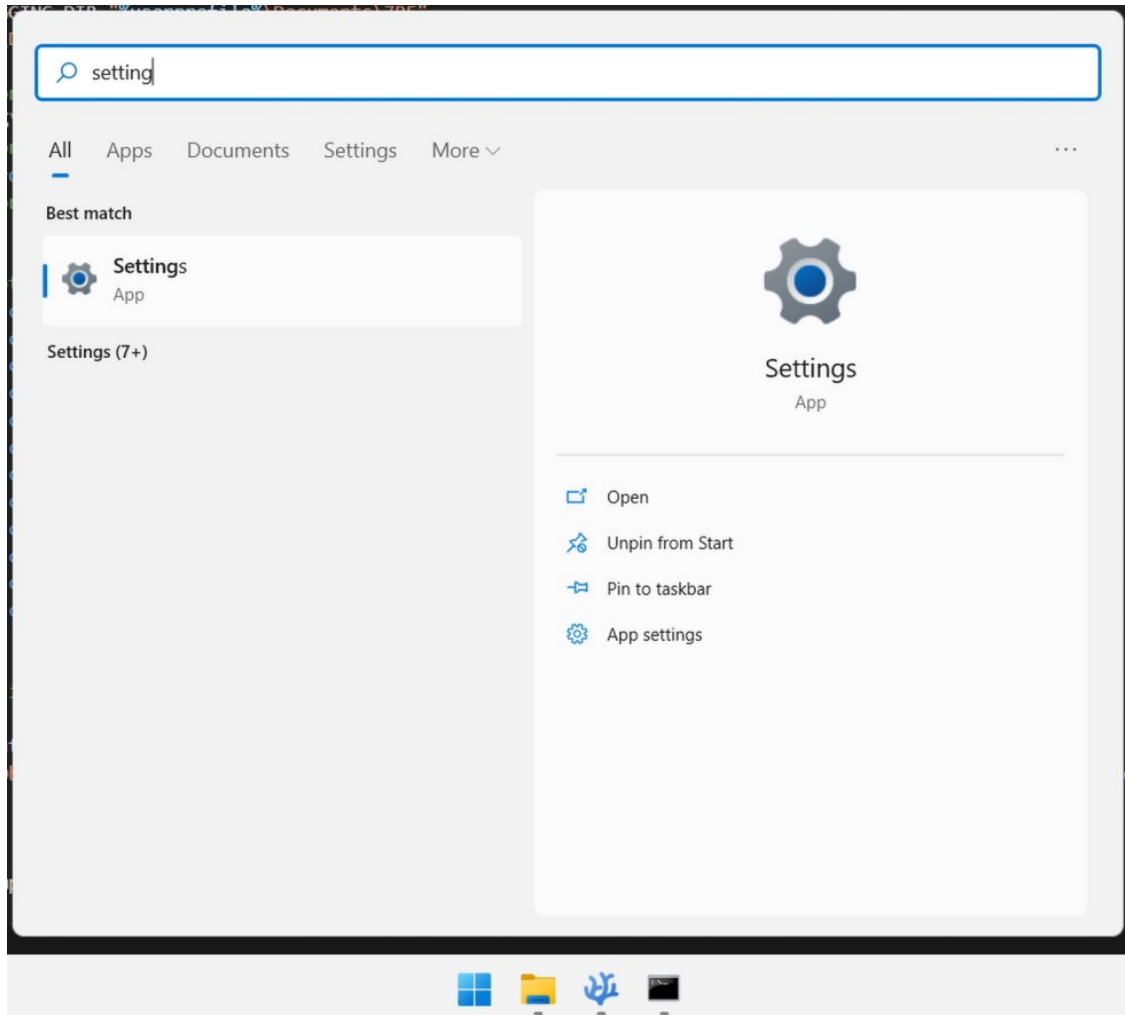 setting
All Apps Documents Settings More
Best match
Settings
App
Settings (7+)
Settings
App
Open
Unpin from Start
Pin to taskbar
App settings